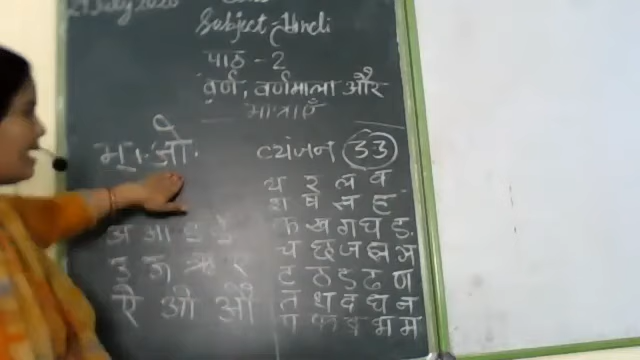 Subject - Hindi
पाठ - 2
वर्ण, वर्णमाला और
मात्राएँ
व्यंजन 33
य र ल व
श ष स ह
अ आ इ ई
क ख ग घ ङ
च छ ज झ ञ
उ ऊ ऋ ए
ट ठ ड ढ ण
ऐ ओ औ
त थ द ध न
प फ ब भ म